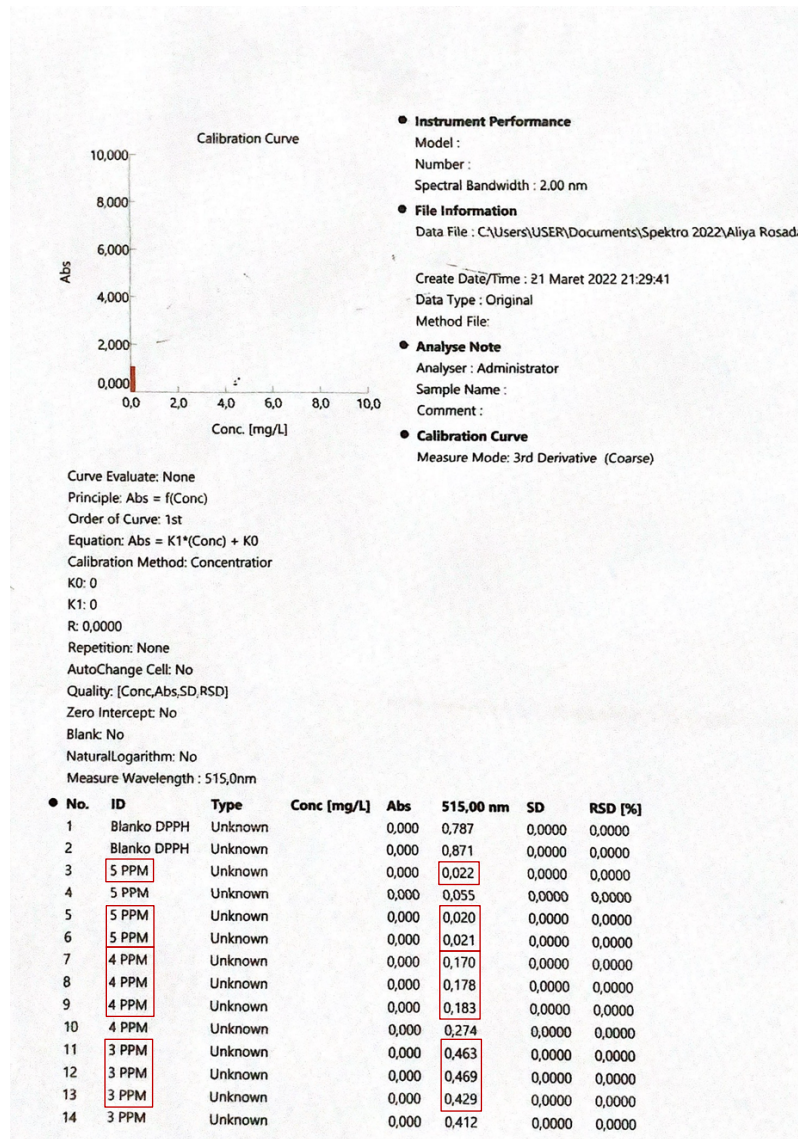 Calibration Curve
10,000
8,000
6,000
Abs
4,000
2,000
0,000
0,0 2,0 4,0 6,0 8,0 10,0
Conc. [mg/L]
● Instrument Performance
Model :
Number :
Spectral Bandwidth : 2.00 nm
● File Information
Data File : C:\Users\USER\Documents\Spektro 2022\Aliya Rosada
Create Date/Time : 21 Maret 2022 21:29:41
Data Type : Original
Method File:
● Analyse Note
Analyser : Administrator
Sample Name :
Comment :
● Calibration Curve
Measure Mode: 3rd Derivative (Coarse)
Curve Evaluate: None
Principle: Abs = f(Conc)
Order of Curve: 1st
Equation: Abs = K1*(Conc) + K0
Calibration Method: Concentratior
K0: 0
K1: 0
R: 0,0000
Repetition: None
AutoChange Cell: No
Quality: [Conc,Abs,SD,RSD]
Zero Intercept: No
Blank: No
NaturalLogarithm: No
Measure Wavelength : 515,0nm
● No. ID Type Conc [mg/L] Abs 515,00 nm SD RSD [%]
1 Blanko DPPH Unknown 0,000 0,787 0,0000 0,0000
2 Blanko DPPH Unknown 0,000 0,871 0,0000 0,0000
3 5 PPM Unknown 0,000 0,022 0,0000 0,0000
4 5 PPM Unknown 0,000 0,055 0,0000 0,0000
5 5 PPM Unknown 0,000 0,020 0,0000 0,0000
6 5 PPM Unknown 0,000 0,021 0,0000 0,0000
7 4 PPM Unknown 0,000 0,170 0,0000 0,0000
8 4 PPM Unknown 0,000 0,178 0,0000 0,0000
9 4 PPM Unknown 0,000 0,183 0,0000 0,0000
10 4 PPM Unknown 0,000 0,274 0,0000 0,0000
11 3 PPM Unknown 0,000 0,463 0,0000 0,0000
12 3 PPM Unknown 0,000 0,469 0,0000 0,0000
13 3 PPM Unknown 0,000 0,429 0,0000 0,0000
14 3 PPM Unknown 0,000 0,412 0,0000 0,0000